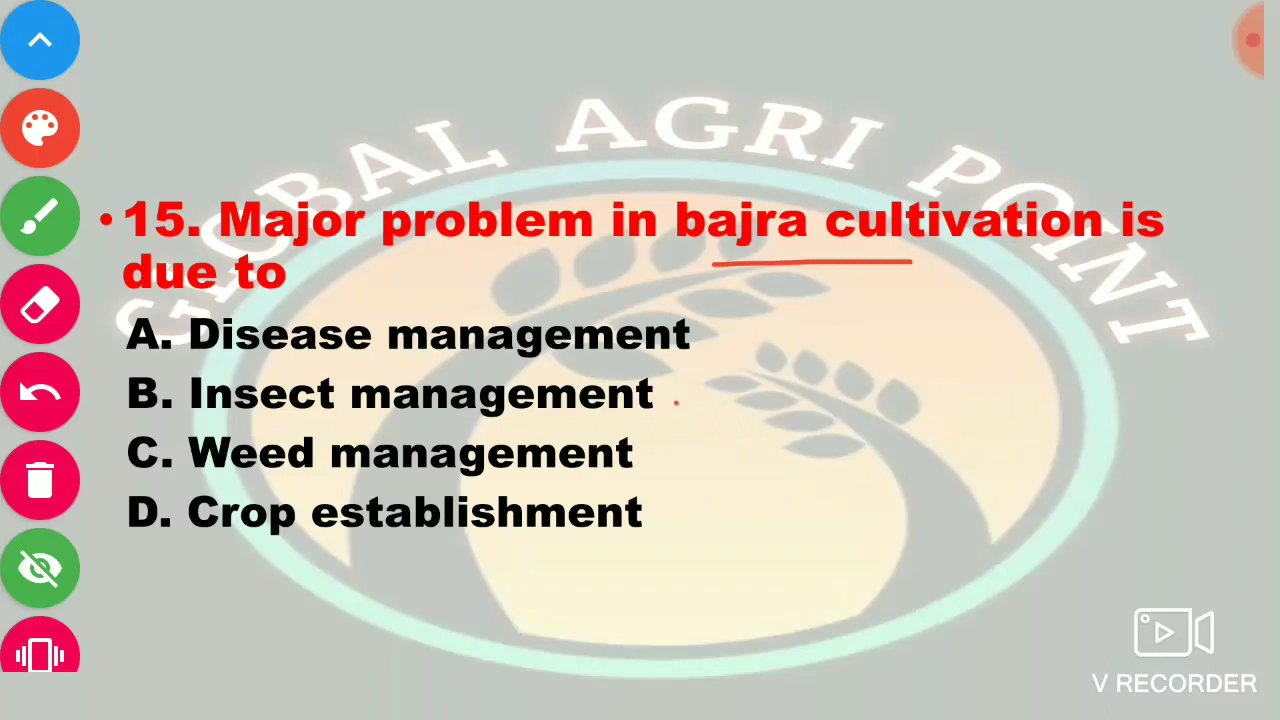 GLOBAL AGRI POINT
• 15. Major problem in bajra cultivation is
due to
A. Disease management
B. Insect management
C. Weed management
D. Crop establishment
V RECORDER